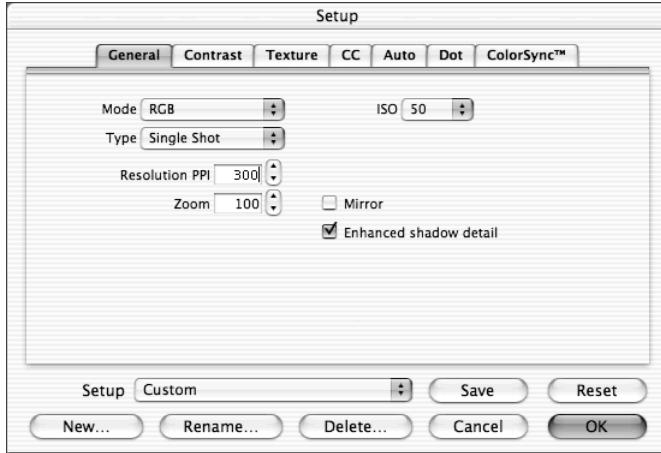 Setup
General Contrast Texture CC Auto Dot ColorSync™
Mode RGB ISO 50
Type Single Shot
Resolution PPI 300
Zoom 100 Mirror
Enhanced shadow detail
Setup Custom Save Reset
New... Rename... Delete... Cancel OK